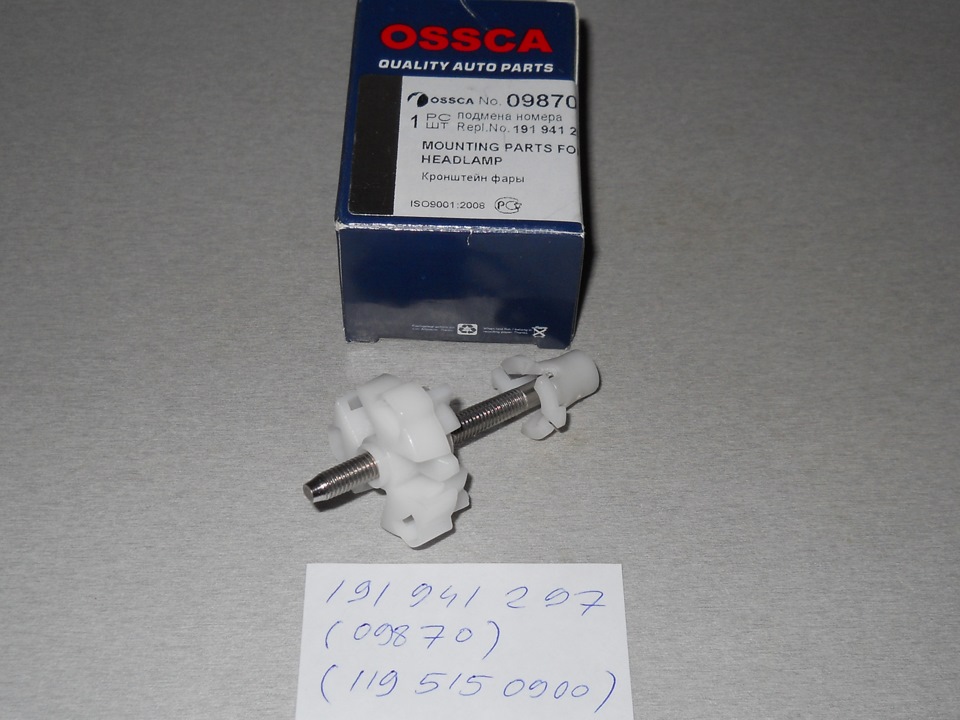 OSSCA
QUALITY AUTO PARTS
OSSCA No. 09870
1 PC ШТ подмена номера
Repl.No. 191 941 2
MOUNTING PARTS FO
HEADLAMP
Кронштейн фары
ISO9001:2008 РСт
191 941 297
(09870)
(119 515 0900)